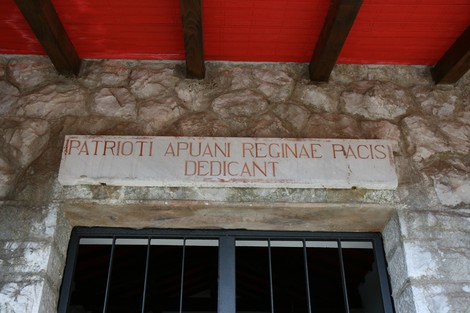 PATRIOTI APUANI REGINAE PACIS
DEDICANT